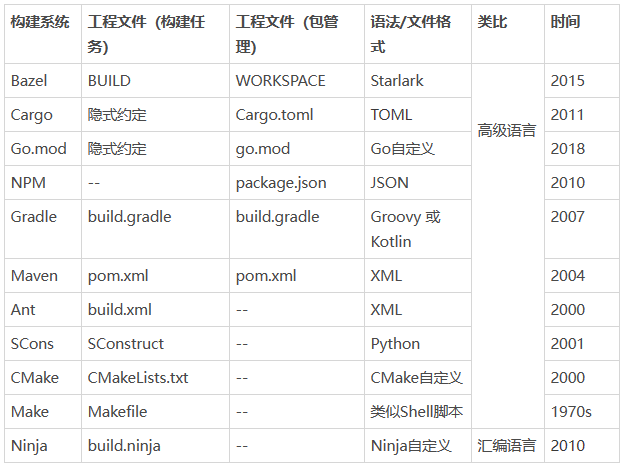 构建系统 工程文件（构建任务） 工程文件（包管理） 语法/文件格式 类比 时间
Bazel BUILD WORKSPACE Starlark 高级语言 2015
Cargo 隐式约定 Cargo.toml TOML 2011
Go.mod 隐式约定 go.mod Go自定义 2018
NPM -- package.json JSON 2010
Gradle build.gradle build.gradle Groovy 或 Kotlin 2007
Maven pom.xml pom.xml XML 2004
Ant build.xml -- XML 2000
SCons SConstruct -- Python 2001
CMake CMakeLists.txt -- CMake自定义 2000
Make Makefile -- 类似Shell脚本 1970s
Ninja build.ninja -- Ninja自定义 汇编语言 2010